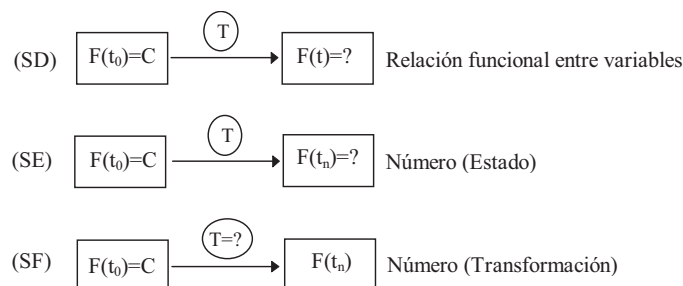 T
(SD) F(t₀)=C F(t)=? Relación funcional entre variables
T
(SE) F(t₀)=C F(tₙ)=? Número (Estado)
T=?
(SF) F(t₀)=C F(tₙ) Número (Transformación)